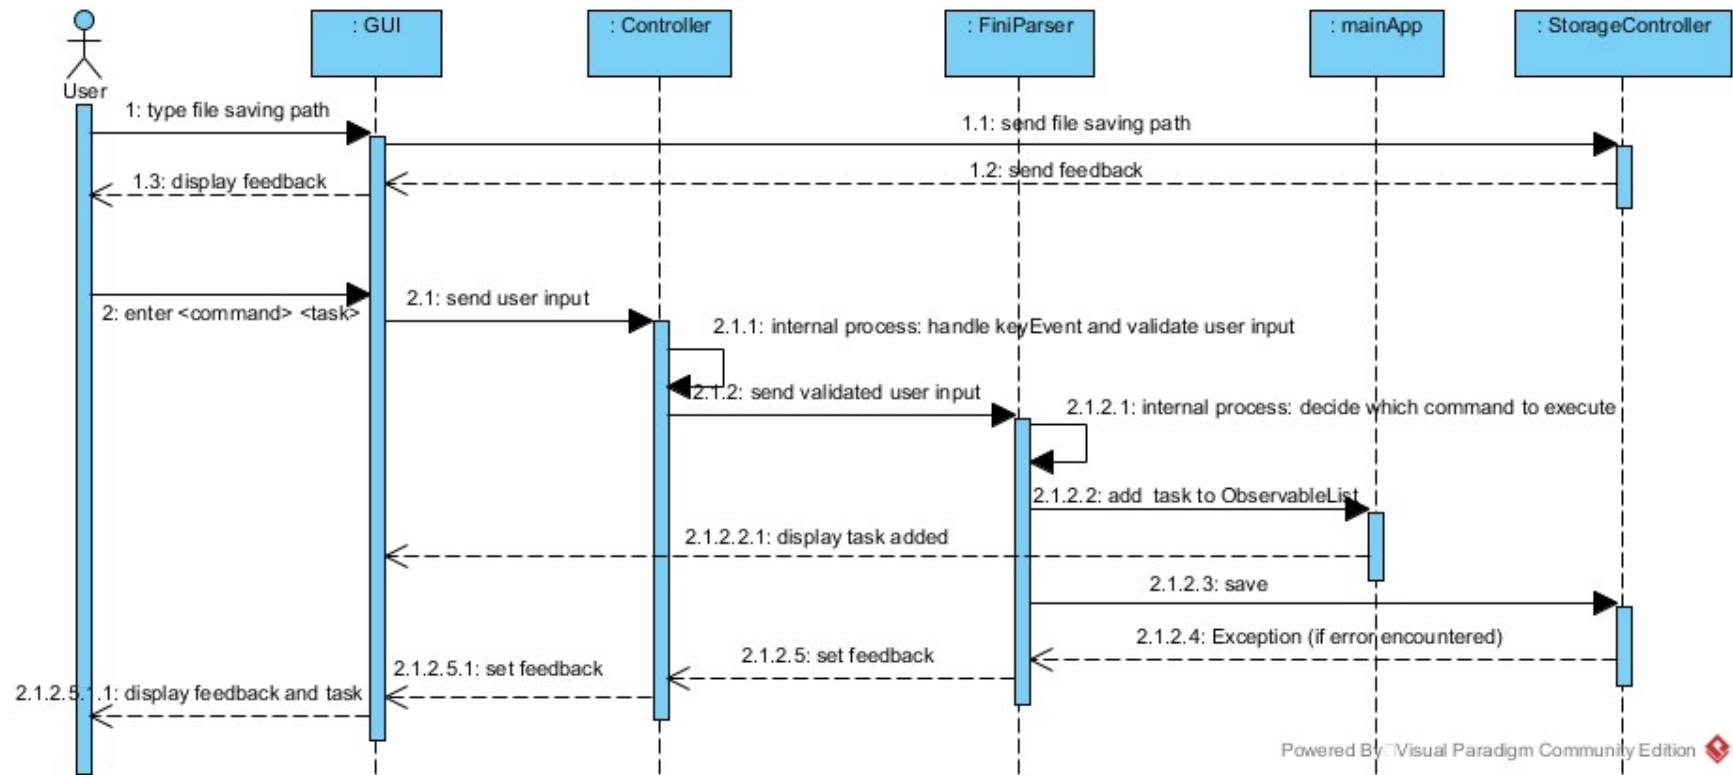 : GUI
: Controller
: FiniParser
: mainApp
: StorageController
User
1: type file saving path
1.1: send file saving path
1.2: send feedback
1.3: display feedback
2: enter <command> <task>
2.1: send user input
2.1.1: internal process: handle keyEvent and validate user input
2.1.2: send validated user input
2.1.2.1: internal process: decide which command to execute
2.1.2.2: add task to ObservableList
2.1.2.2.1: display task added
2.1.2.3: save
2.1.2.4: Exception (if error encountered)
2.1.2.5: set feedback
2.1.2.5.1: set feedback
2.1.2.5.1.1: display feedback and task
Powered By Visual Paradigm Community Edition